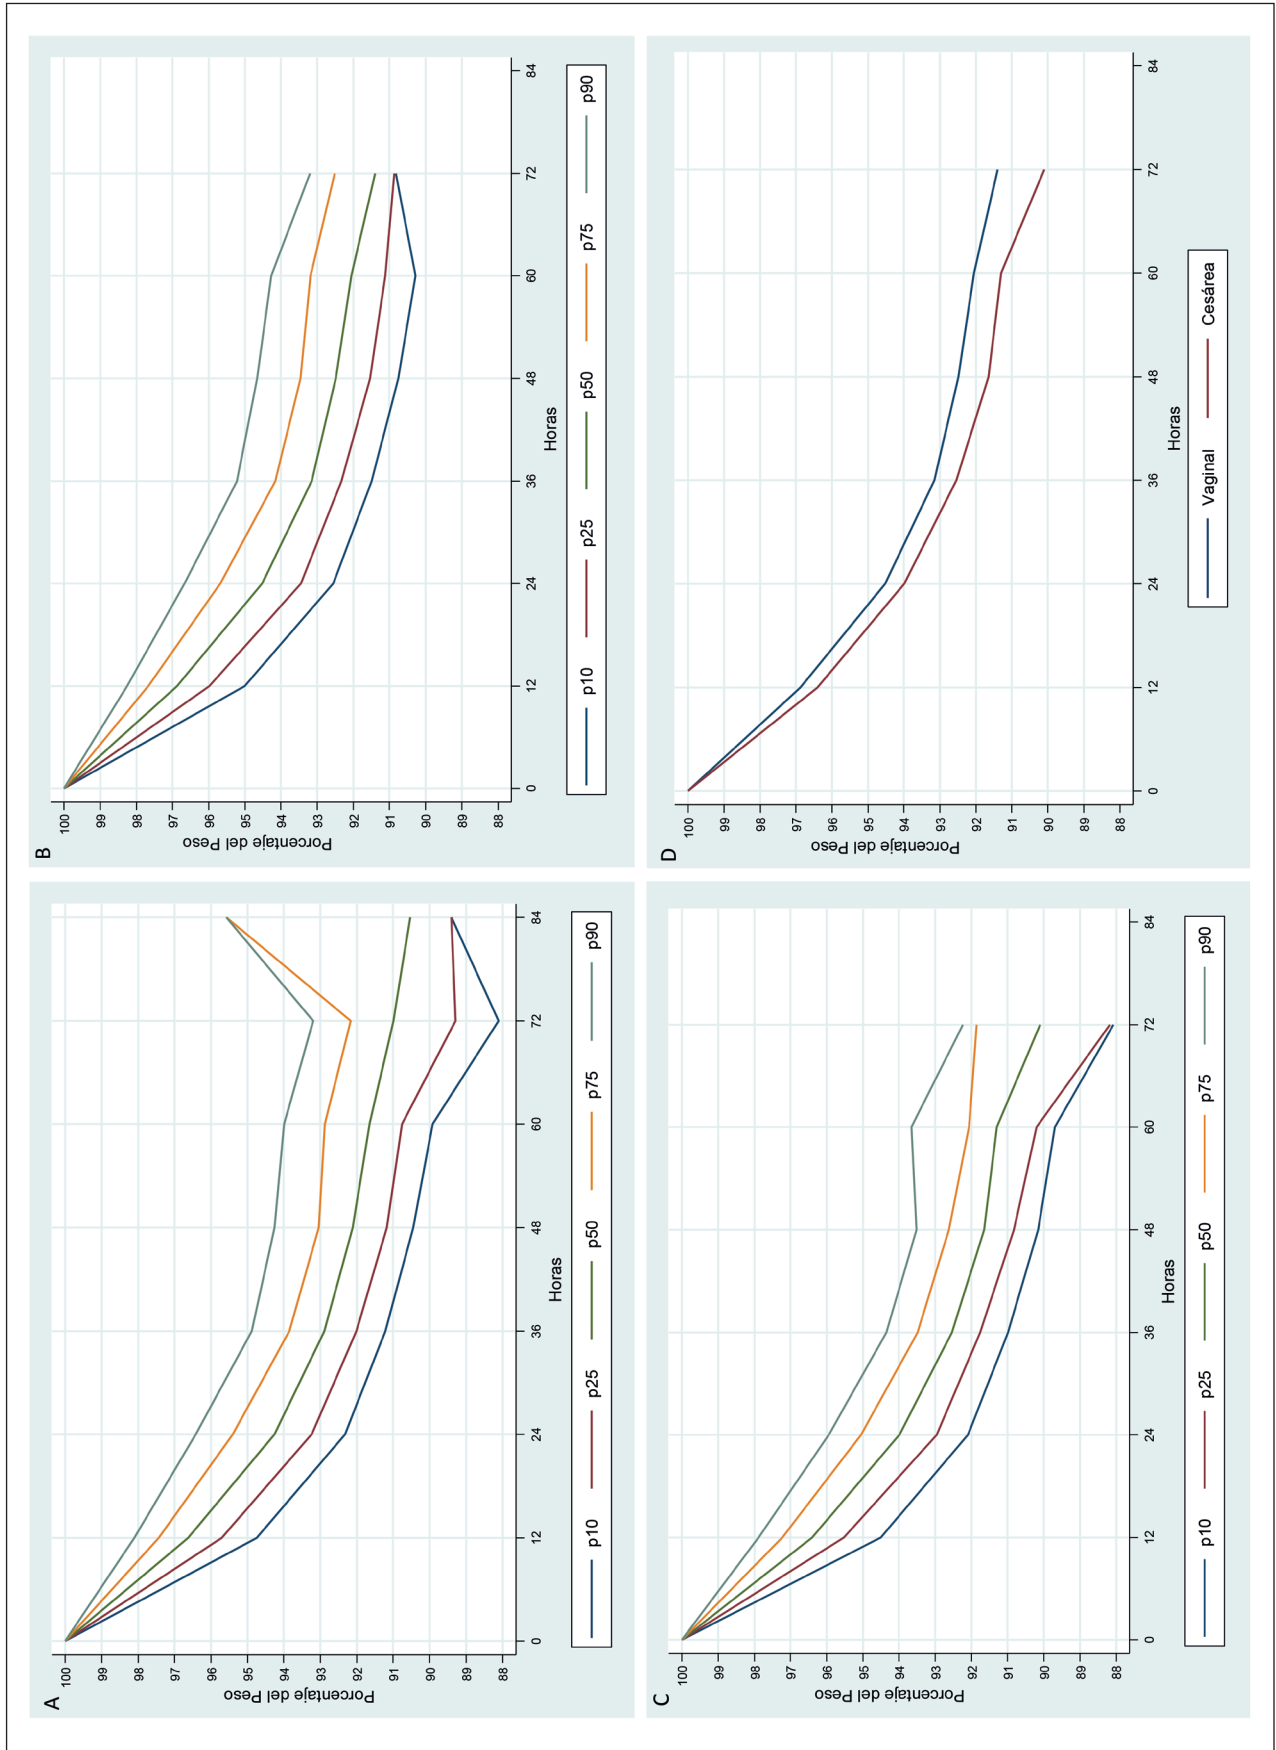 A
Porcentaje del Peso
100
99
98
97
96
95
94
93
92
91
90
89
88
0 12 24 36 48 60 72 84
Horas
p10 p25 p50 p75 p90
B
Porcentaje del Peso
100
99
98
97
96
95
94
93
92
91
90
89
88
0 12 24 36 48 60 72 84
Horas
p10 p25 p50 p75 p90
C
Porcentaje del Peso
100
99
98
97
96
95
94
93
92
91
90
89
88
0 12 24 36 48 60 72 84
Horas
p10 p25 p50 p75 p90
D
Porcentaje del Peso
100
99
98
97
96
95
94
93
92
91
90
89
88
0 12 24 36 48 60 72 84
Horas
Vaginal Cesárea